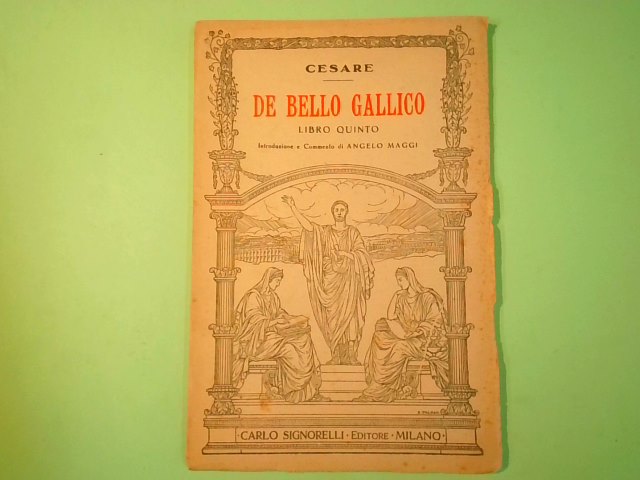 CESARE
DE BELLO GALLICO
LIBRO QUINTO
Introduzione e Commento di ANGELO MAGGI
·CARLO SIGNORELLI · EDITORE · MILANO·